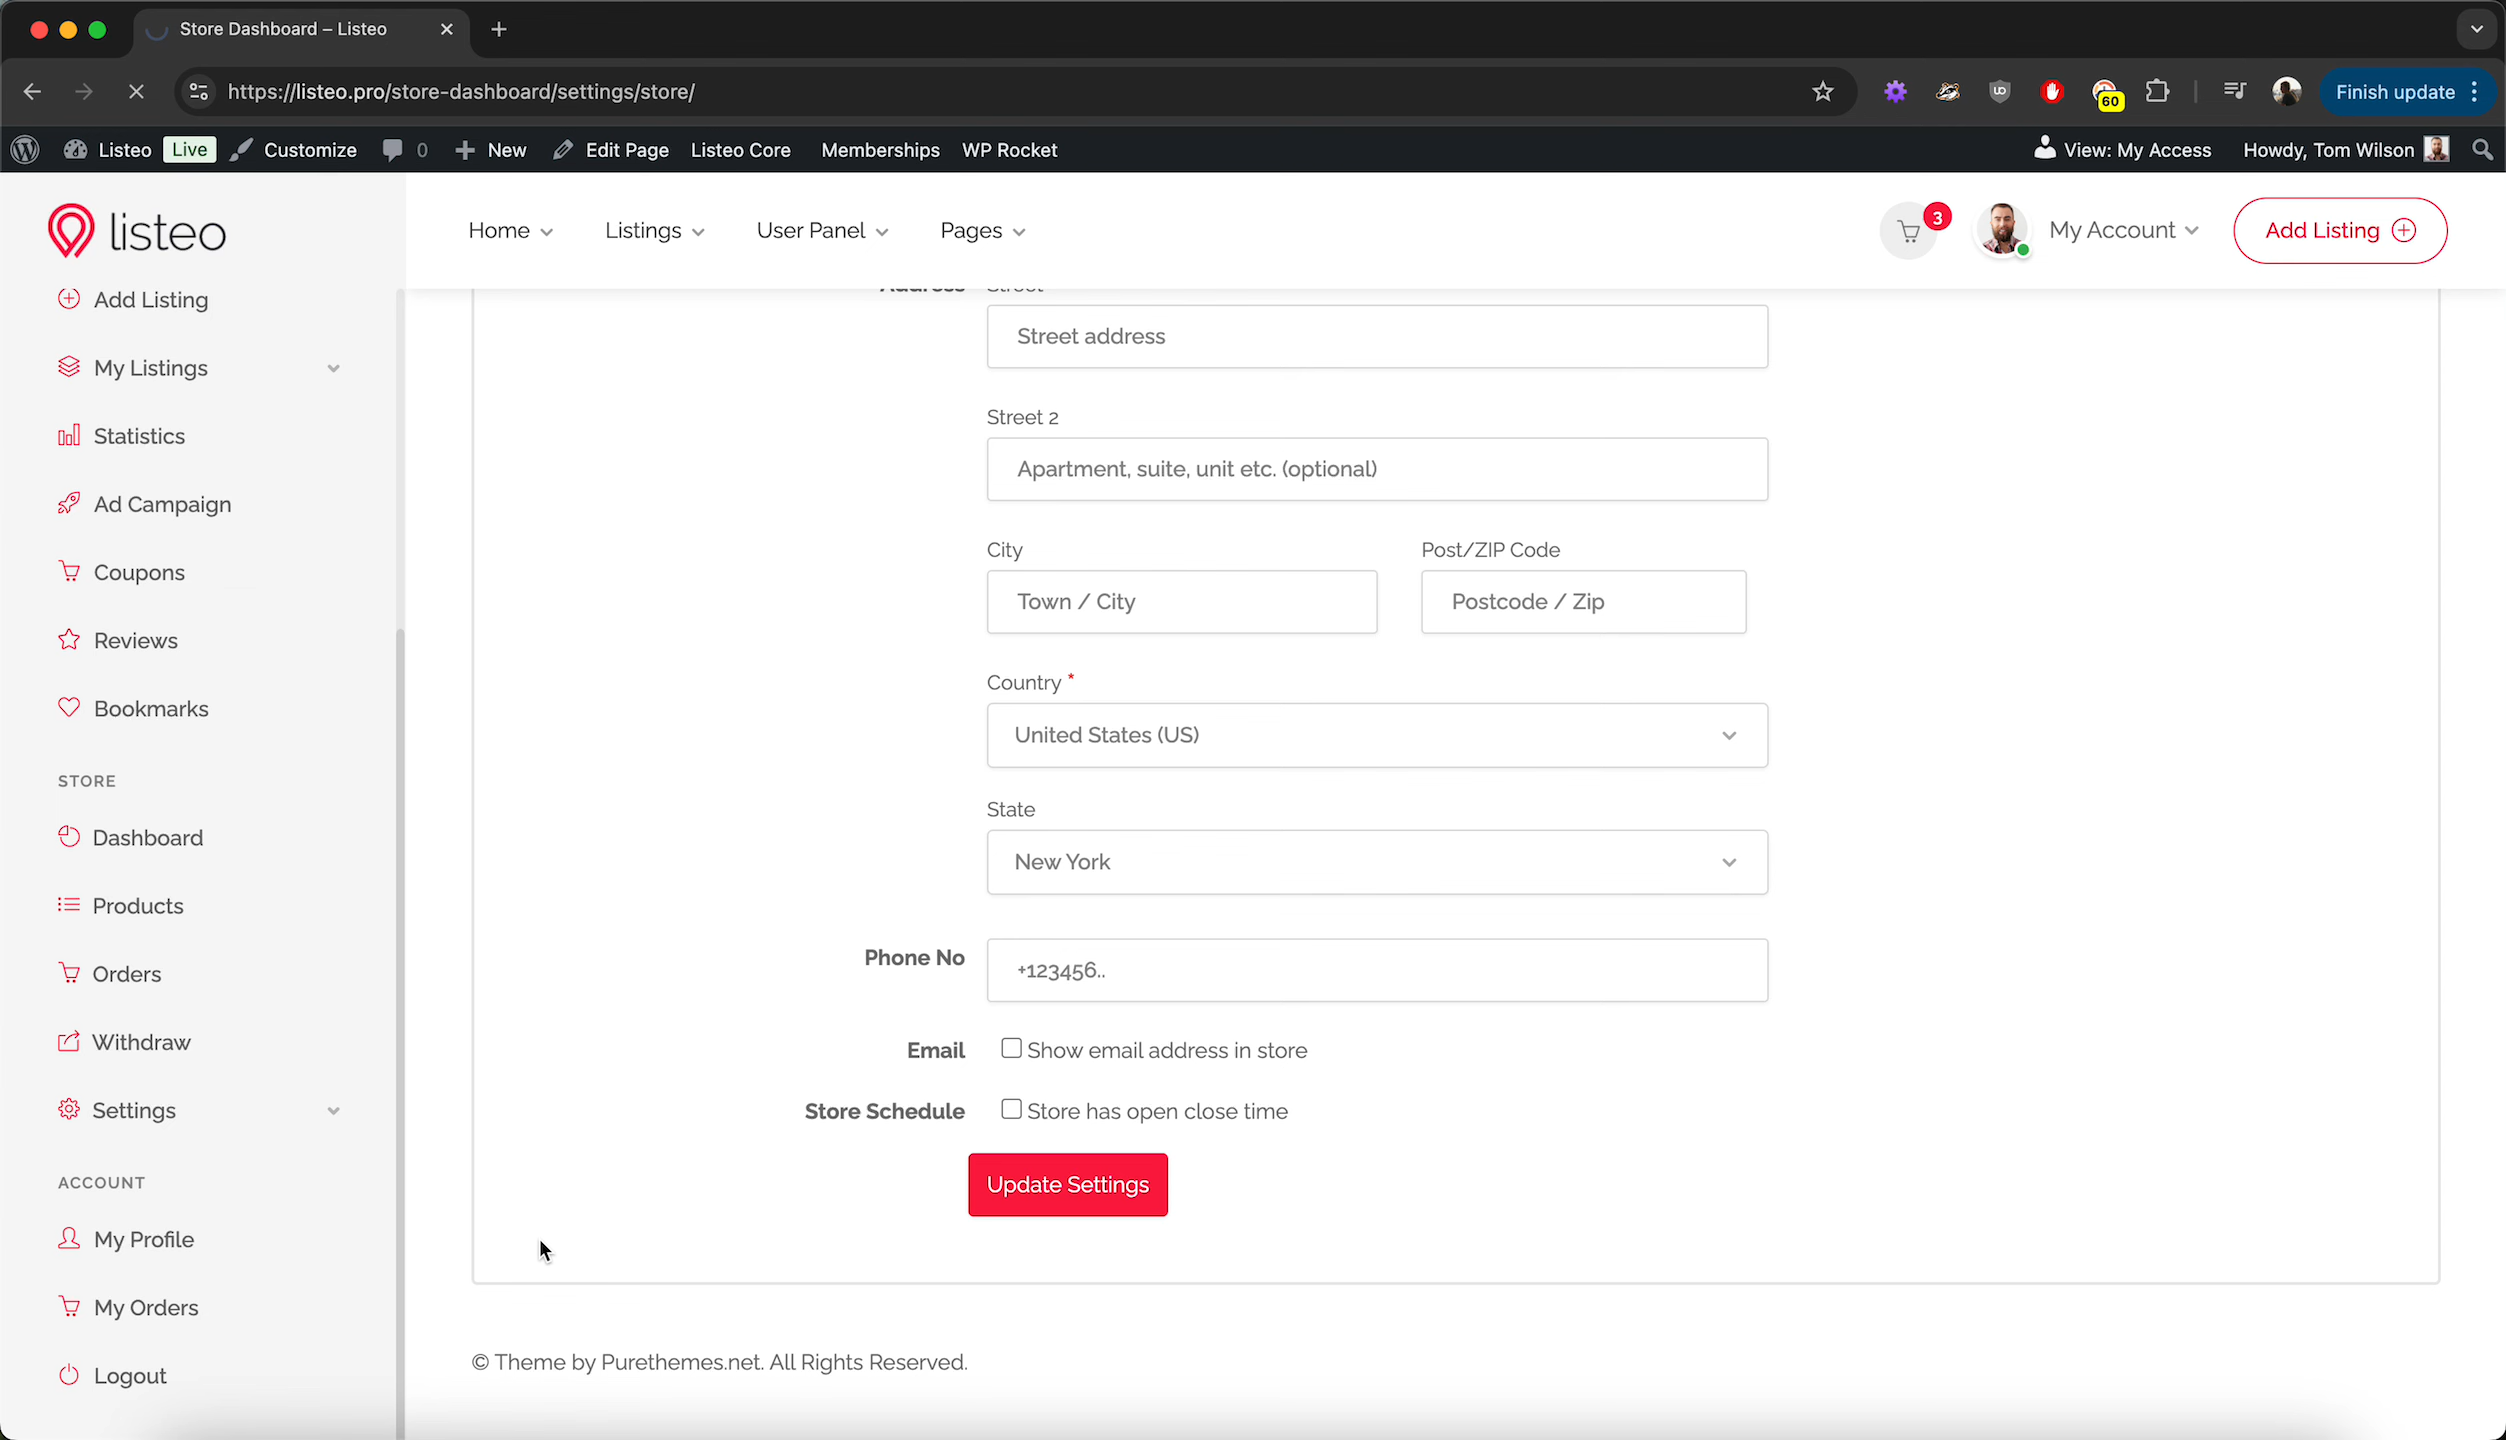 Store Dashboard – Listeo
https://listeo.pro/store-dashboard/settings/store/
60
Finish update
Listeo Live Customize 0 New Edit Page Listeo Core Memberships WP Rocket View: My Access Howdy, Tom Wilson
listeo
Home Listings User Panel Pages 3 My Account Add Listing
Add Listing
My Listings
Statistics
Ad Campaign
Coupons
Reviews
Bookmarks
STORE
Dashboard
Products
Orders
Withdraw
Settings
ACCOUNT
My Profile
My Orders
Logout
Address Street
Street address
Street 2
Apartment, suite, unit etc. (optional)
City Post/ZIP Code
Town / City Postcode / Zip
Country *
United States (US)
State
New York
Phone No +123456..
Email Show email address in store
Store Schedule Store has open close time
Update Settings
© Theme by Purethemes.net. All Rights Reserved.